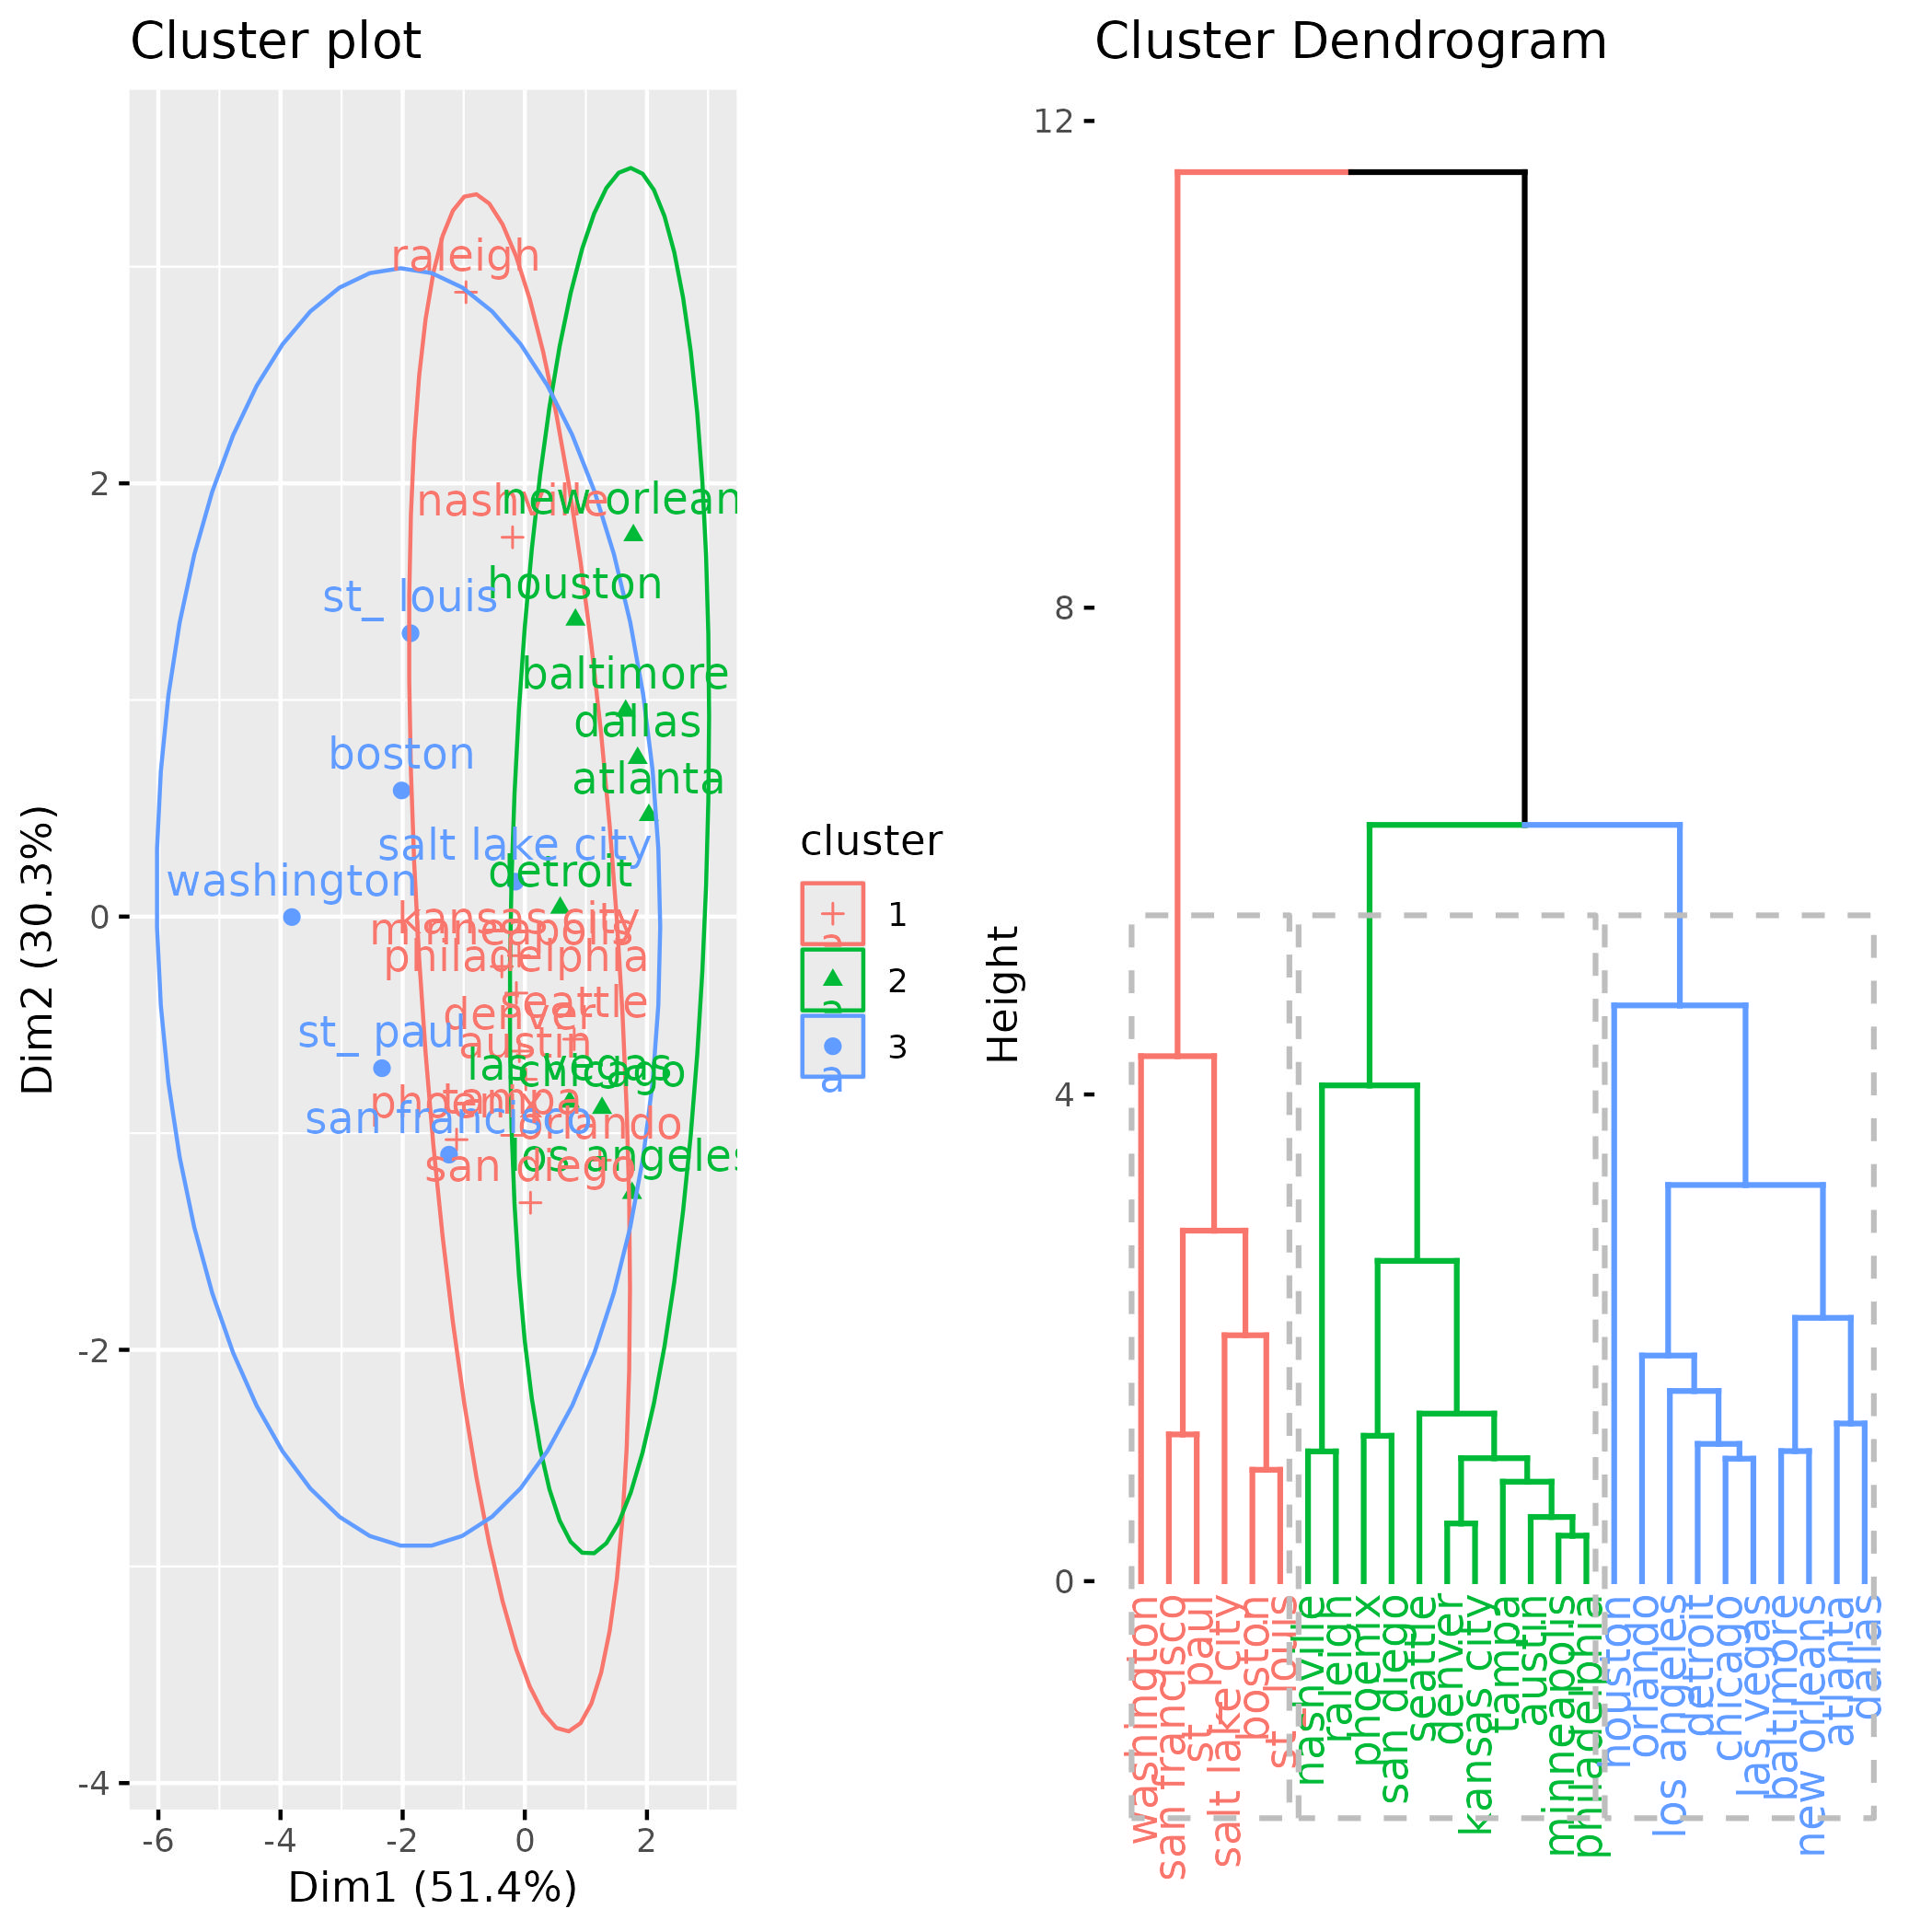 Cluster plot
raleigh
nashville
new orlean
houston
st_ louis
baltimore
dallas
boston
atlanta
salt lake city
detroit
washington
kansas city
minneapolis
philadelphia
seattle
denver
st_ paul
austin
las vegas
chicago
phoenix
tampa
san francisco
orlando
los angeles
san diego
2
0
-2
-4
-6
-4
-2
0
2
Dim1 (51.4%)
Dim2 (30.3%)
cluster
a
1
a
2
a
3
Cluster Dendrogram
12
8
4
0
Height
washington
san francisco
st_ paul
salt lake city
boston
st_ louis
nashville
raleigh
phoenix
san diego
seattle
denver
kansas city
tampa
austin
minneapolis
philadelphia
houston
orlando
los angeles
detroit
chicago
las vegas
baltimore
new orleans
atlanta
dallas